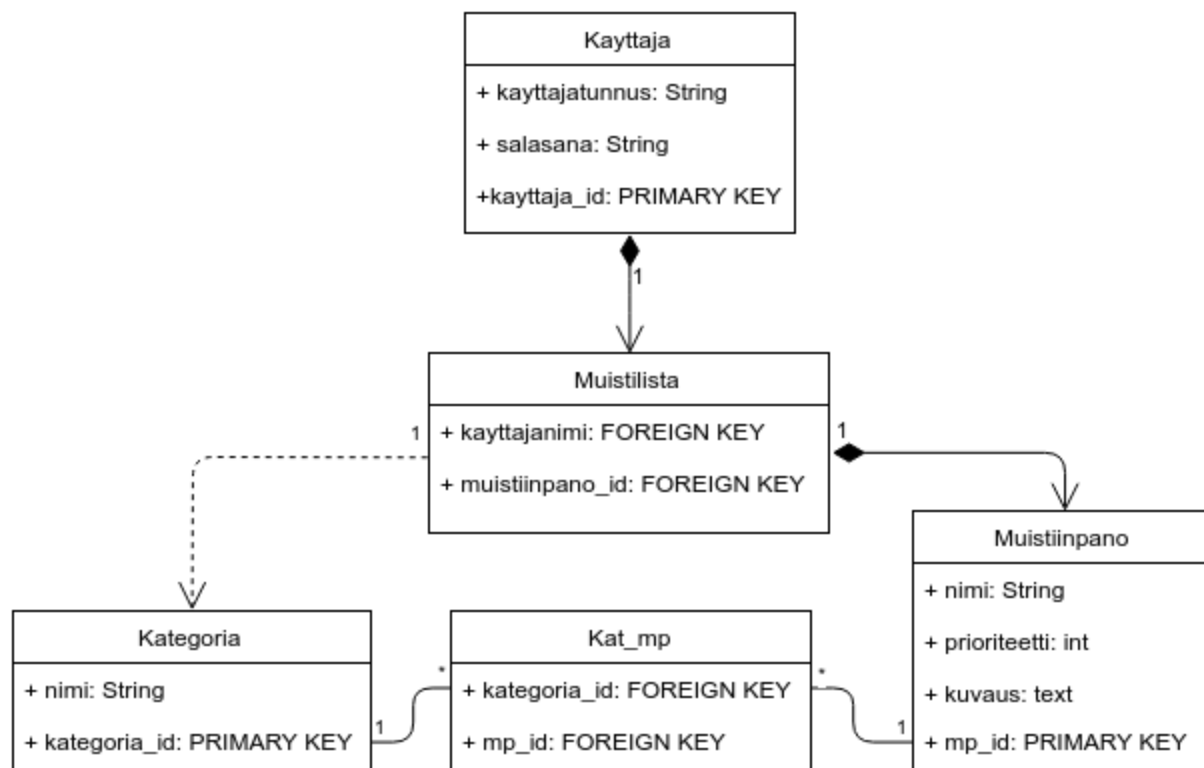 Kayttaja
+ kayttajatunnus: String
+ salasana: String
+kayttaja_id: PRIMARY KEY
1
Muistilista
+ kayttajanimi: FOREIGN KEY
+ muistiinpano_id: FOREIGN KEY
1
1
Muistiinpano
+ nimi: String
+ prioriteetti: int
+ kuvaus: text
+ mp_id: PRIMARY KEY
Kategoria
+ nimi: String
+ kategoria_id: PRIMARY KEY
1
*
Kat_mp
+ kategoria_id: FOREIGN KEY
+ mp_id: FOREIGN KEY
*
1